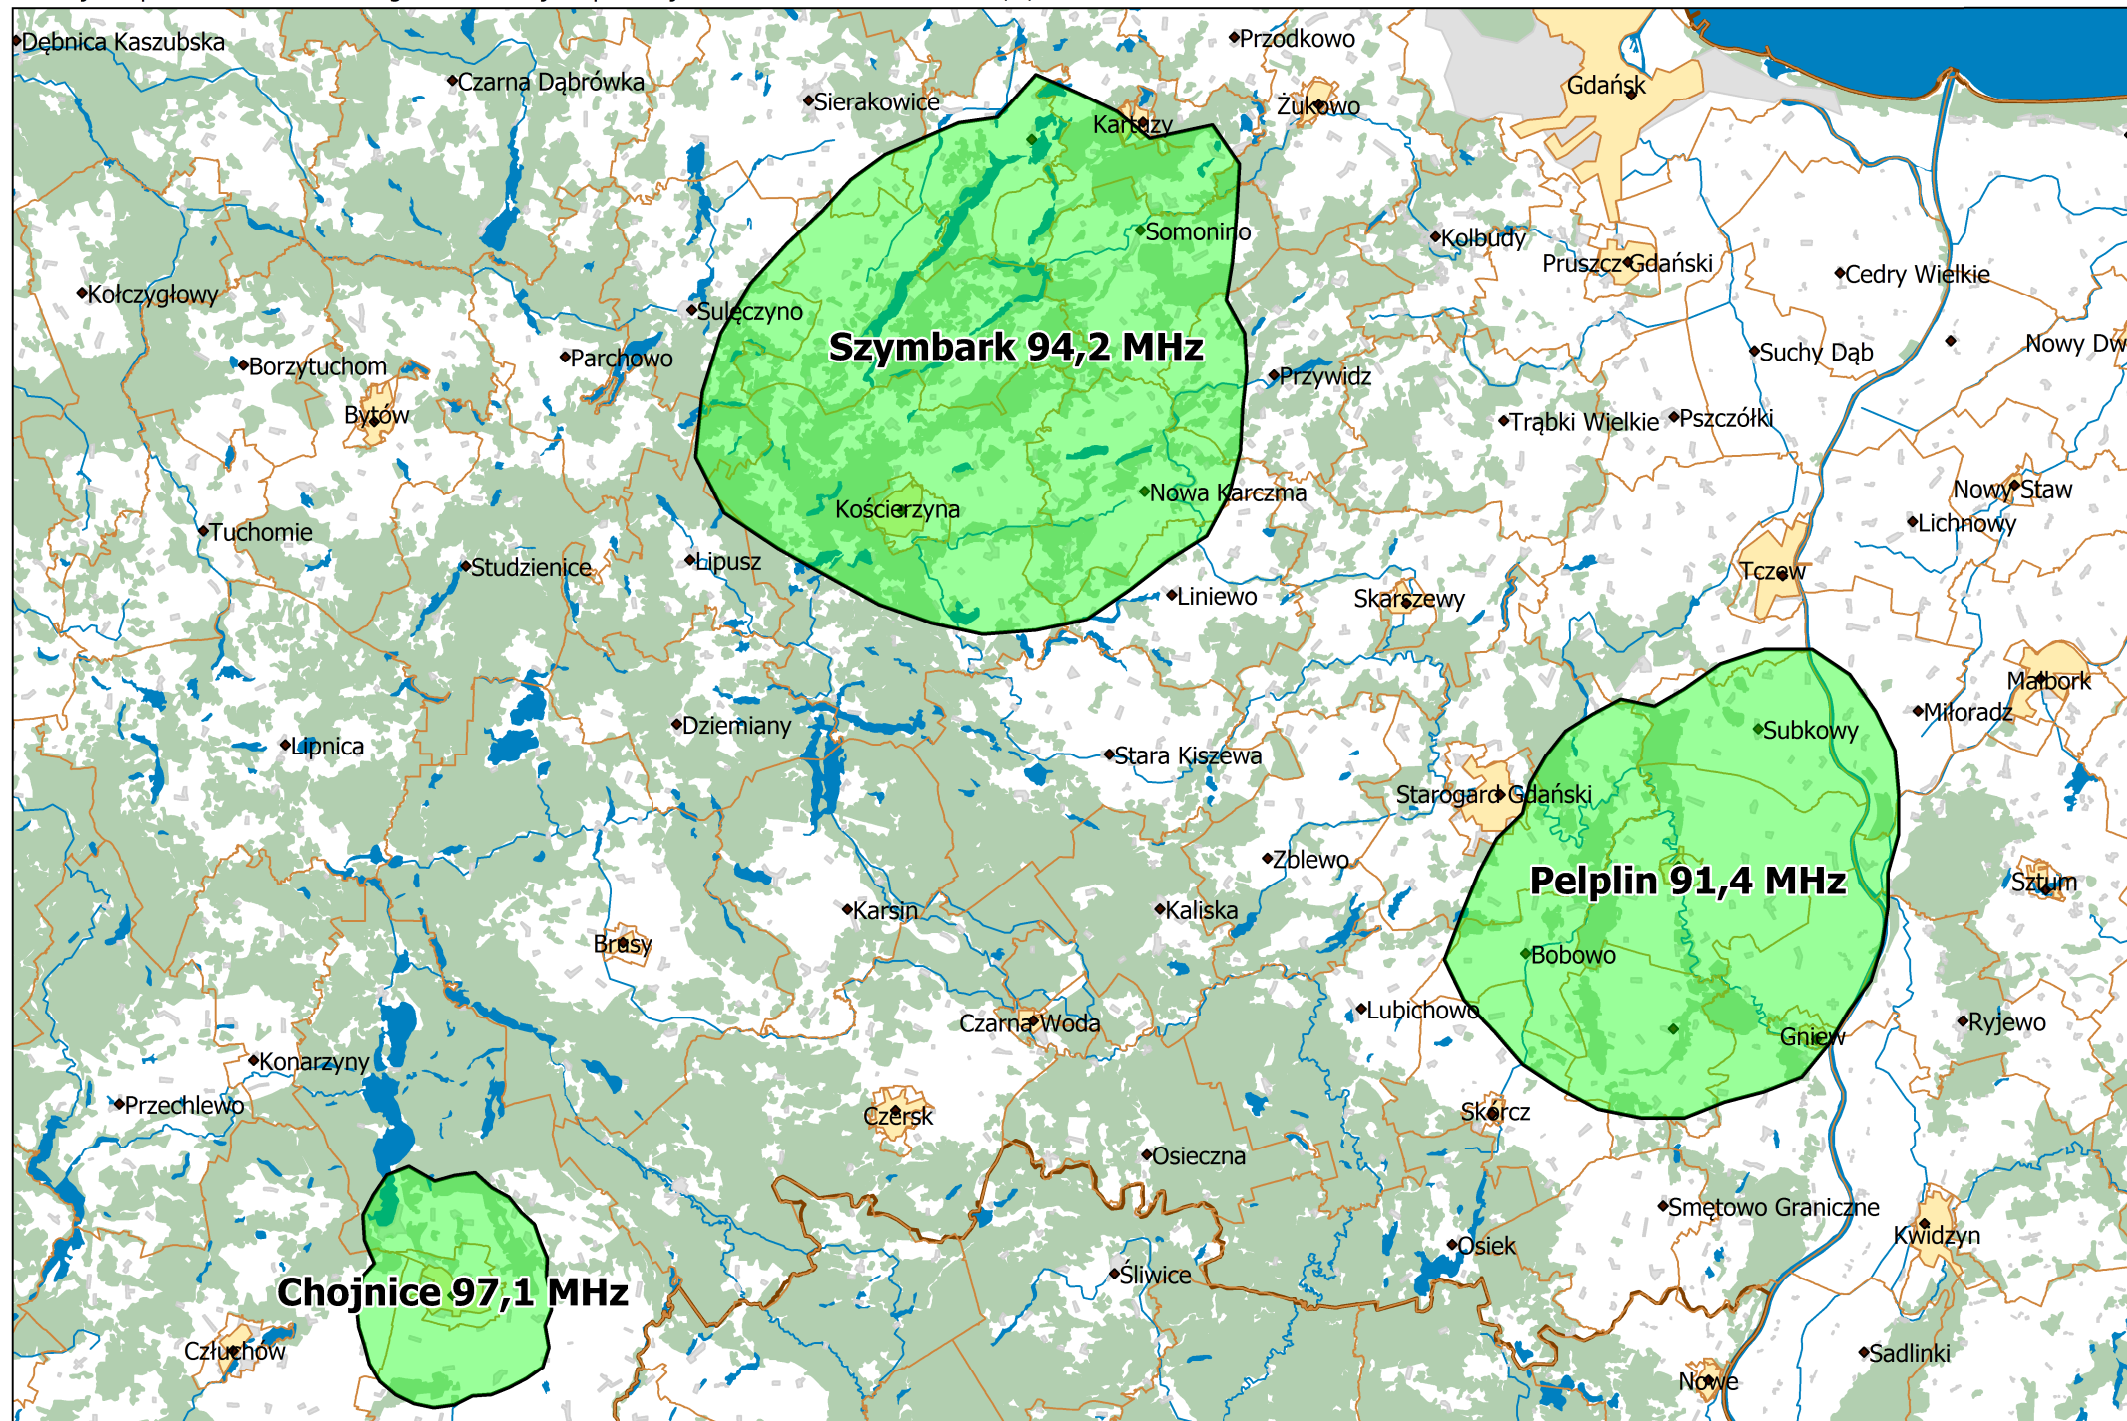 Dębnica Kaszubska
Przodkowo
Czarna Dąbrówka
Gdańsk
Sierakowice
Żukowo
Kartuzy
Somonino
Kolbudy
Pruszcz Gdański
Cedry Wielkie
Kołczygłowy
Sulęczyno
Szymbark 94,2 MHz
Nowy Dw
Suchy Dąb
Parchowo
Borzytuchom
Przywidz
Bytów
Trąbki Wielkie
Pszczółki
Nowy Staw
Nowa Karczma
Kościerzyna
Lichnowy
Tuchomie
Lipusz
Studzienice
Tczew
Liniewo
Skarszewy
Malbork
Miłoradz
Dziemiany
Subkowy
Lipnica
Stara Kiszewa
Starogard Gdański
Zblewo
Pelplin 91,4 MHz
Sztum
Karsin
Kaliska
Brusy
Bobowo
Lubichowo
Czarna Woda
Ryjewo
Gniew
Konarzyny
Przechlewo
Skórcz
Czersk
Osieczna
Smętowo Graniczne
Kwidzyn
Osiek
Śliwice
Chojnice 97,1 MHz
Człuchów
Sadlinki
Nowe